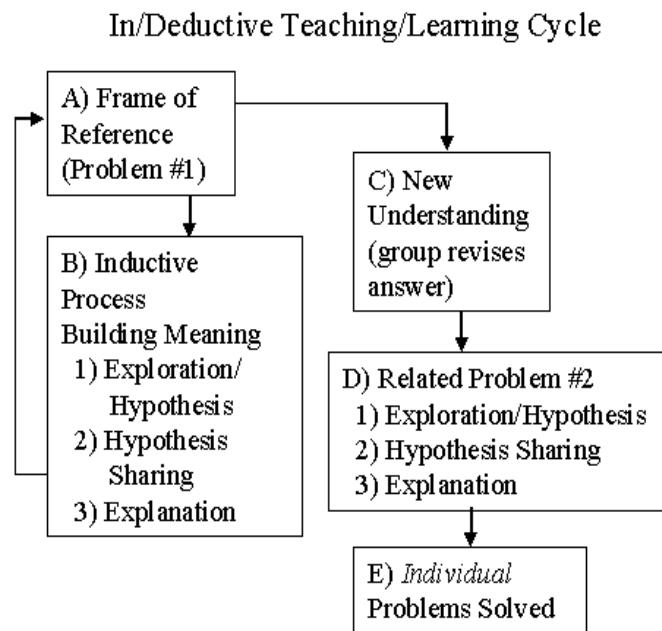 In/Deductive Teaching/Learning Cycle
A) Frame of
Reference
(Problem #1)
B) Inductive
Process
Building Meaning
1) Exploration/
Hypothesis
2) Hypothesis
Sharing
3) Explanation
C) New
Understanding
(group revises
answer)
D) Related Problem #2
1) Exploration/Hypothesis
2) Hypothesis Sharing
3) Explanation
E) Individual
Problems Solved